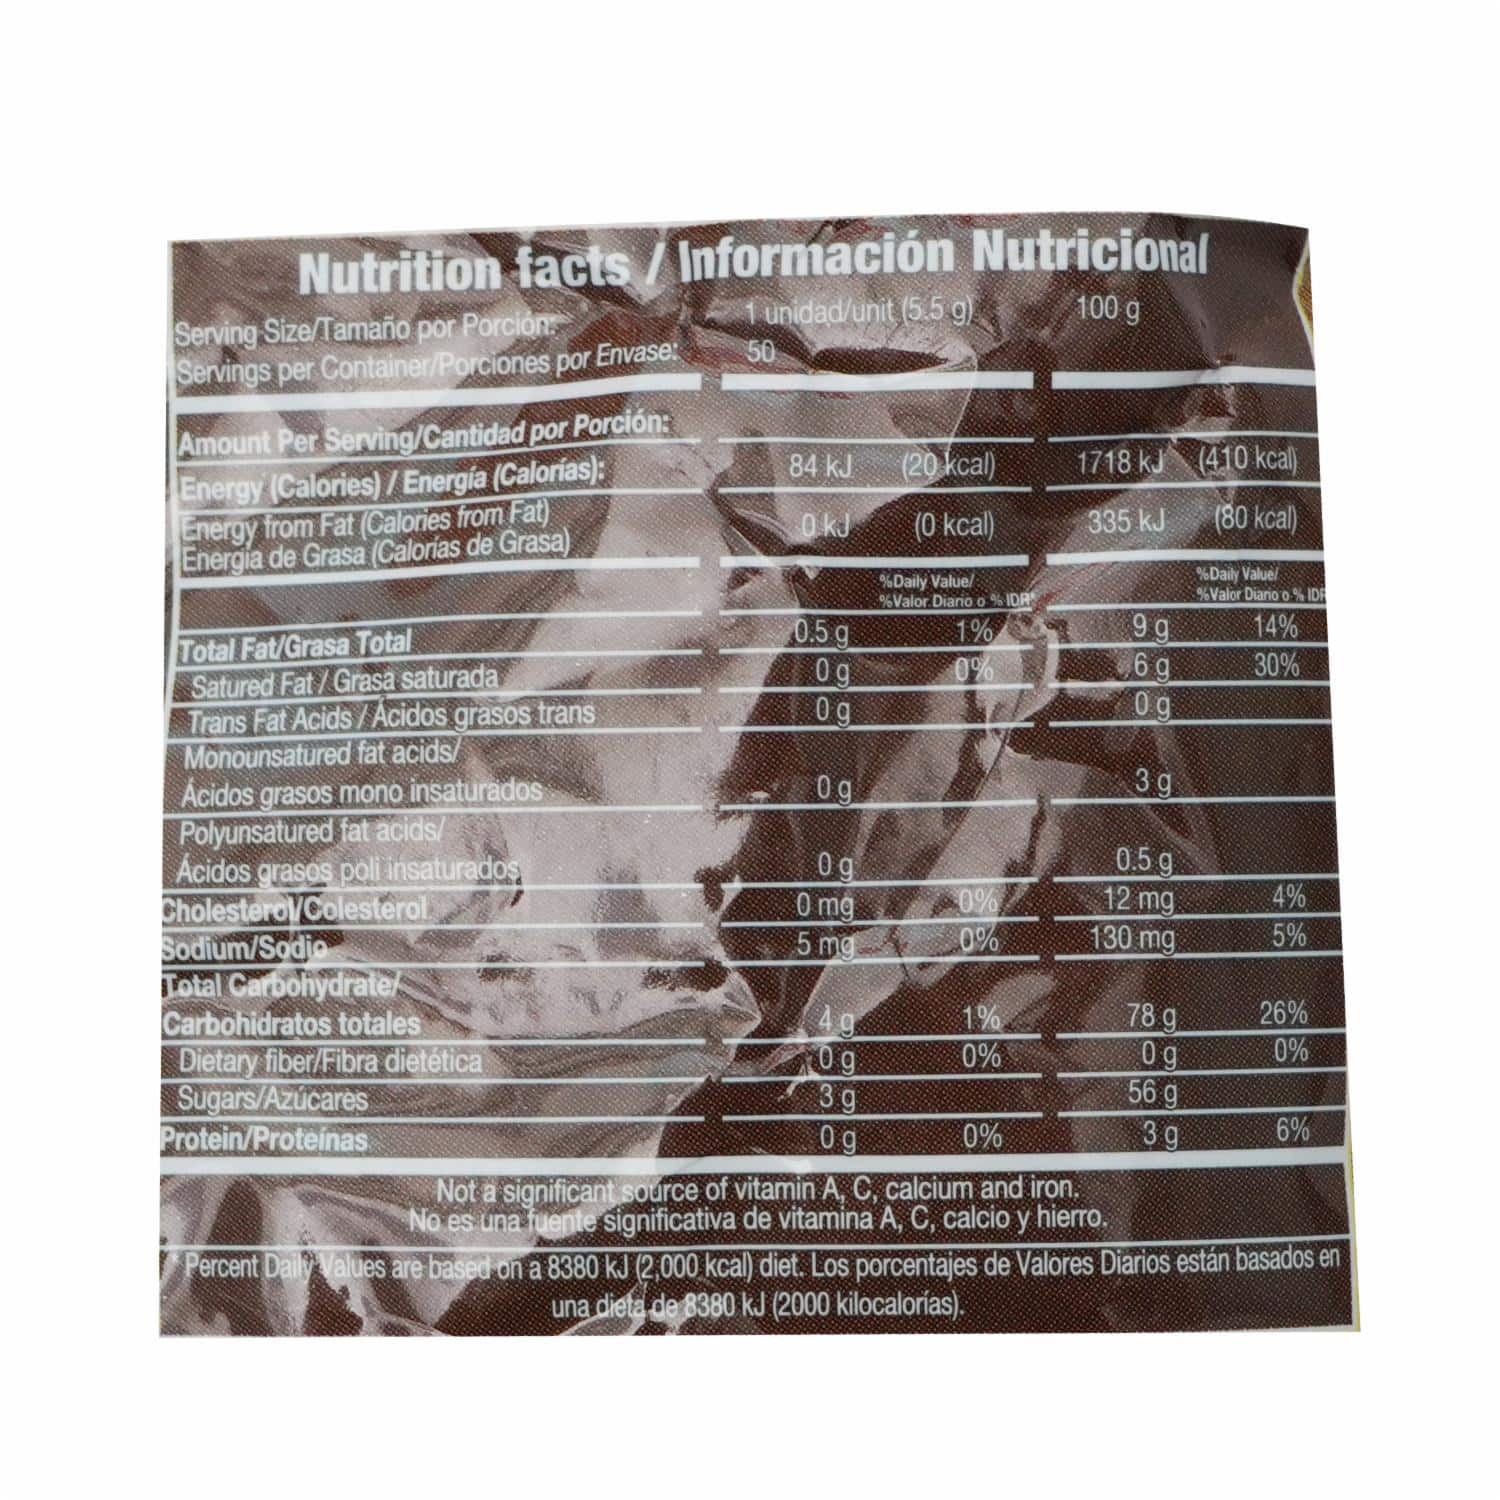 Nutrition facts / Información Nutricional
Serving Size/Tamaño por Porción: 1 unidad/unit (5.5 g) 100 g
Servings per Container/Porciones por Envase: 50
Amount Per Serving/Cantidad por Porción:
Energy (Calories) / Energía (Calorías): 84 kJ (20 kcal) 1718 kJ (410 kcal)
Energy from Fat (Calories from Fat) 0 kJ (0 kcal) 335 kJ (80 kcal)
Energía de Grasa (Calorías de Grasa)
%Daily Value/ %Daily Value/
%Valor Diario o % IDR* %Valor Diario o % IDR
Total Fat/Grasa Total 0.5 g 1% 9 g 14%
Satured Fat / Grasa saturada 0 g 0% 6 g 30%
Trans Fat Acids / Ácidos grasos trans 0 g 0 g
Monounsatured fat acids/
Ácidos grasos mono insaturados 0 g 3 g
Polyunsatured fat acids/
Ácidos grasos poli insaturados 0 g 0.5 g
Cholesterol/Colesterol 0 mg 0% 12 mg 4%
Sodium/Sodio 5 mg 0% 130 mg 5%
Total Carbohydrate/
Carbohidratos totales 4 g 1% 78 g 26%
Dietary fiber/Fibra dietética 0 g 0% 0 g 0%
Sugars/Azúcares 3 g 56 g
Protein/Proteínas 0 g 0% 3 g 6%
Not a significant source of vitamin A, C, calcium and iron.
No es una fuente significativa de vitamina A, C, calcio y hierro.
* Percent Daily Values are based on a 8380 kJ (2,000 kcal) diet. Los porcentajes de Valores Diarios están basados en
una dieta de 8380 kJ (2000 kilocalorías).